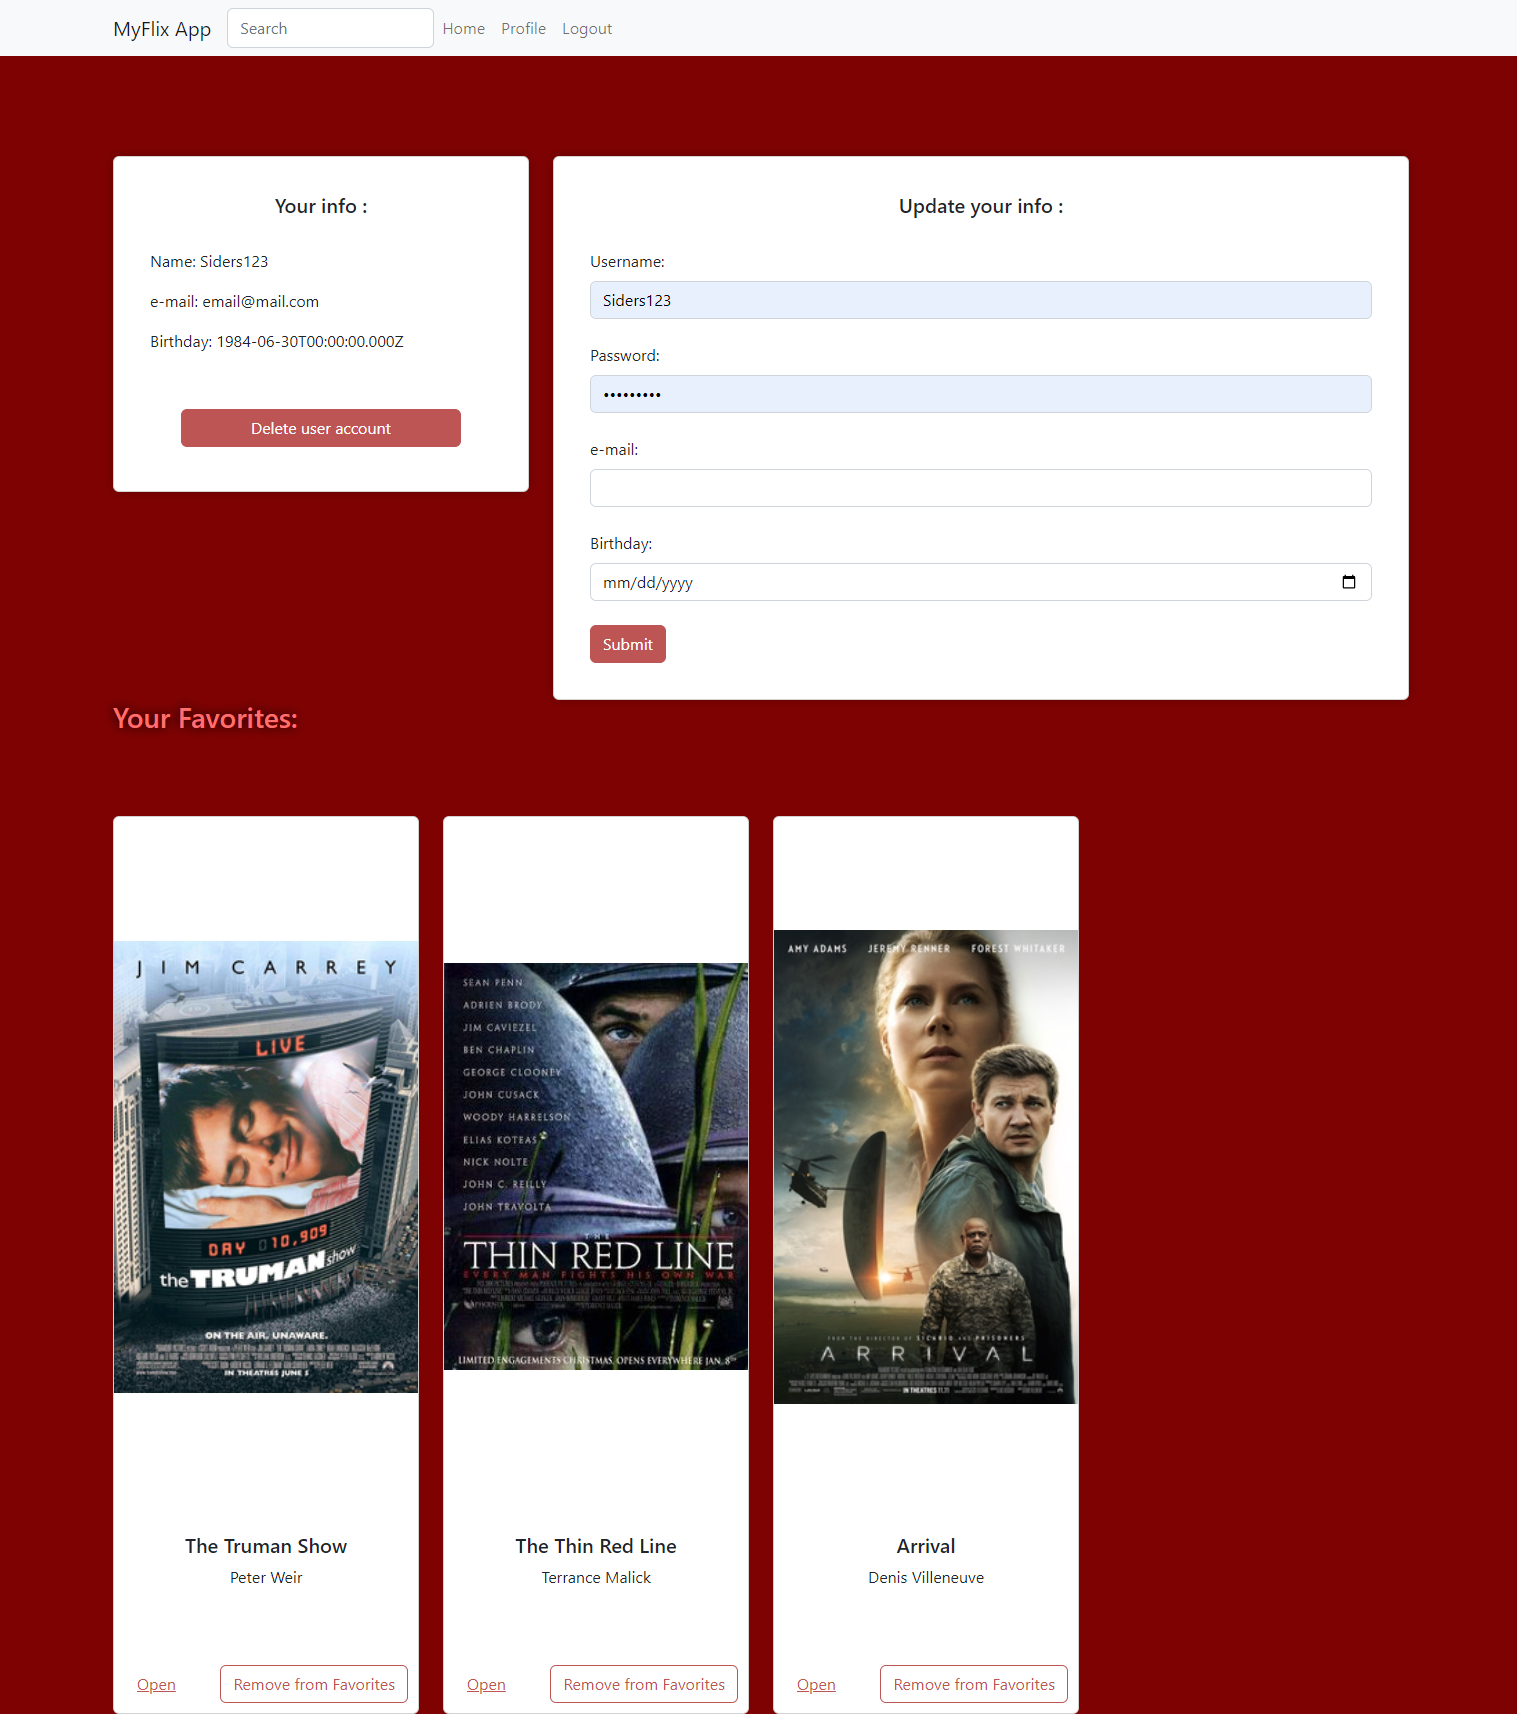 MyFlix App
Search
Home
Profile
Logout
Your info :
Name: Siders123
e-mail: email@mail.com
Birthday: 1984-06-30T00:00:00.000Z
Delete user account
Update your info :
Username:
Siders123
Password:
•••••••••
e-mail:
Birthday:
mm/dd/yyyy
Submit
Your Favorites:
JIM CARREY
LIVE
DAY 10,909
the TRUMAN show
ON THE AIR. UNAWARE.
IN THEATRES JUNE 5
The Truman Show
Peter Weir
Open
Remove from Favorites
SEAN PENN
ADRIEN BRODY
JIM CAVIEZEL
BEN CHAPLIN
GEORGE CLOONEY
JOHN CUSACK
WOODY HARRELSON
ELIAS KOTEAS
NICK NOLTE
JOHN C. REILLY
JOHN TRAVOLTA
THE
THIN RED LINE
EVERY MAN FIGHTS HIS OWN WAR
LIMITED ENGAGEMENTS CHRISTMAS, OPENS EVERYWHERE JAN. 8TH
The Thin Red Line
Terrance Malick
Open
Remove from Favorites
AMY ADAMS JEREMY RENNER FOREST WHITAKER
FROM THE DIRECTOR OF SICARIO AND PRISONERS
ARRIVAL
IN THEATRES 11.11
Arrival
Denis Villeneuve
Open
Remove from Favorites